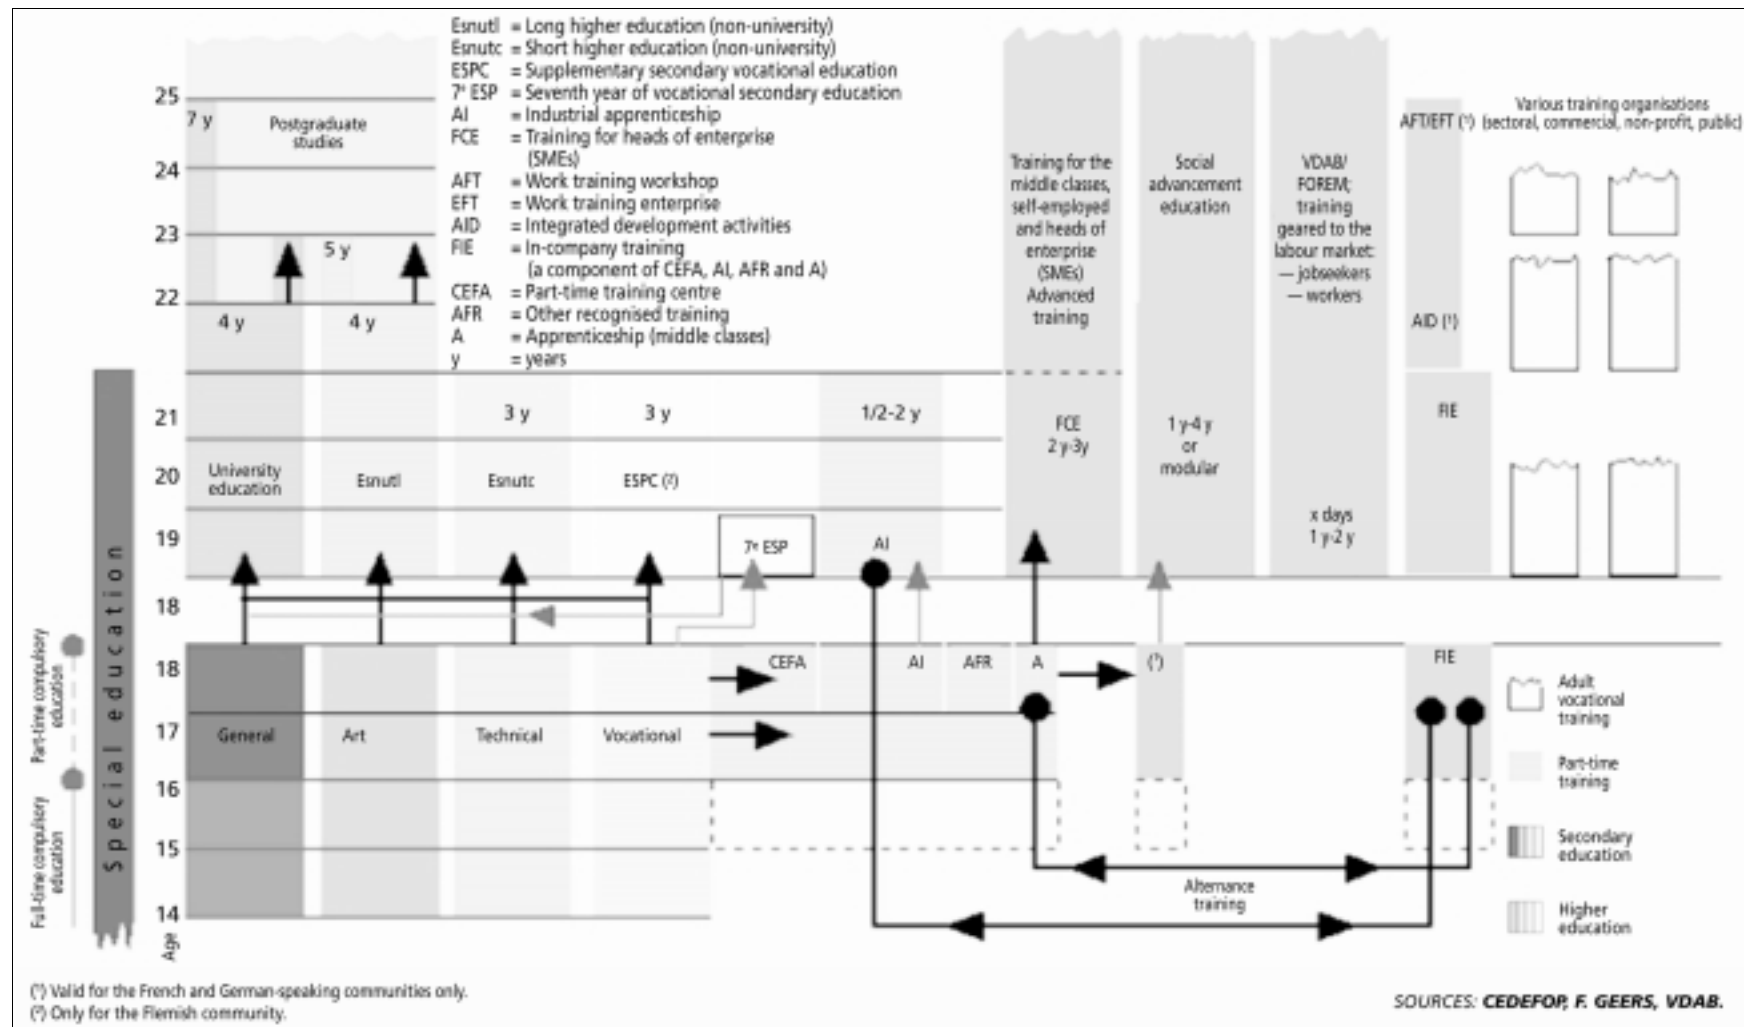 Esnutl = Long higher education (non-university)
Esnutc = Short higher education (non-university)
ESPC = Supplementary secondary vocational education
7ᵉ ESP = Seventh year of vocational secondary education
AI = Industrial apprenticeship
FCE = Training for heads of enterprise
(SMEs)
AFT = Work training workshop
EFT = Work training enterprise
AID = Integrated development activities
FIE = In-company training
(a component of CEFA, AI, AFR and A)
CEFA = Part-time training centre
AFR = Other recognised training
A = Apprenticeship (middle classes)
y = years
25
7 y
Postgraduate
studies
24
23
5 y
22
4 y
4 y
Training for the
middle classes,
self-employed
and heads of
enterprise
(SMEs)
Advanced
training
Social
advancement
education
VDAB/
FOREM;
training
geared to the
labour market:
— jobseekers
— workers
AFT/EFT (¹)
Various training organisations
(sectoral, commercial, non-profit, public)
AID (¹)
21
3 y
3 y
1/2-2 y
FCE
2 y-3y
1 y-4 y
or
modular
FIE
20
University
education
Esnutl
Esnutc
ESPC (²)
19
7ᵉ ESP
AI
x days
1 y-2 y
18
18
CEFA
AI
AFR
A
(¹)
FIE
17
General
Art
Technical
Vocational
16
15
14
Age
Special education
Part-time compulsory
education
Full-time compulsory
education
Alternance
training
Adult
vocational
training
Part-time
training
Secondary
education
Higher
education
(¹) Valid for the French and German-speaking communities only.
(²) Only for the Flemish community.
SOURCES: CEDEFOP, F. GEERS, VDAB.